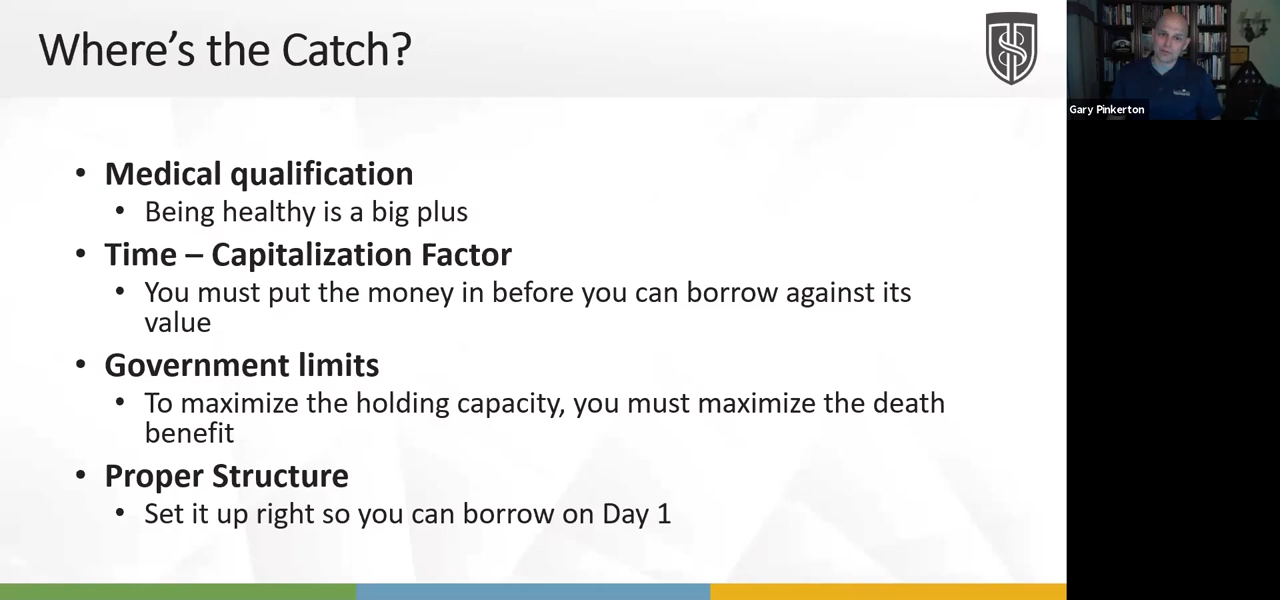 Where's the Catch?
Gary Pinkerton
• Medical qualification
• Being healthy is a big plus
• Time – Capitalization Factor
• You must put the money in before you can borrow against its
value
• Government limits
• To maximize the holding capacity, you must maximize the death
benefit
• Proper Structure
• Set it up right so you can borrow on Day 1